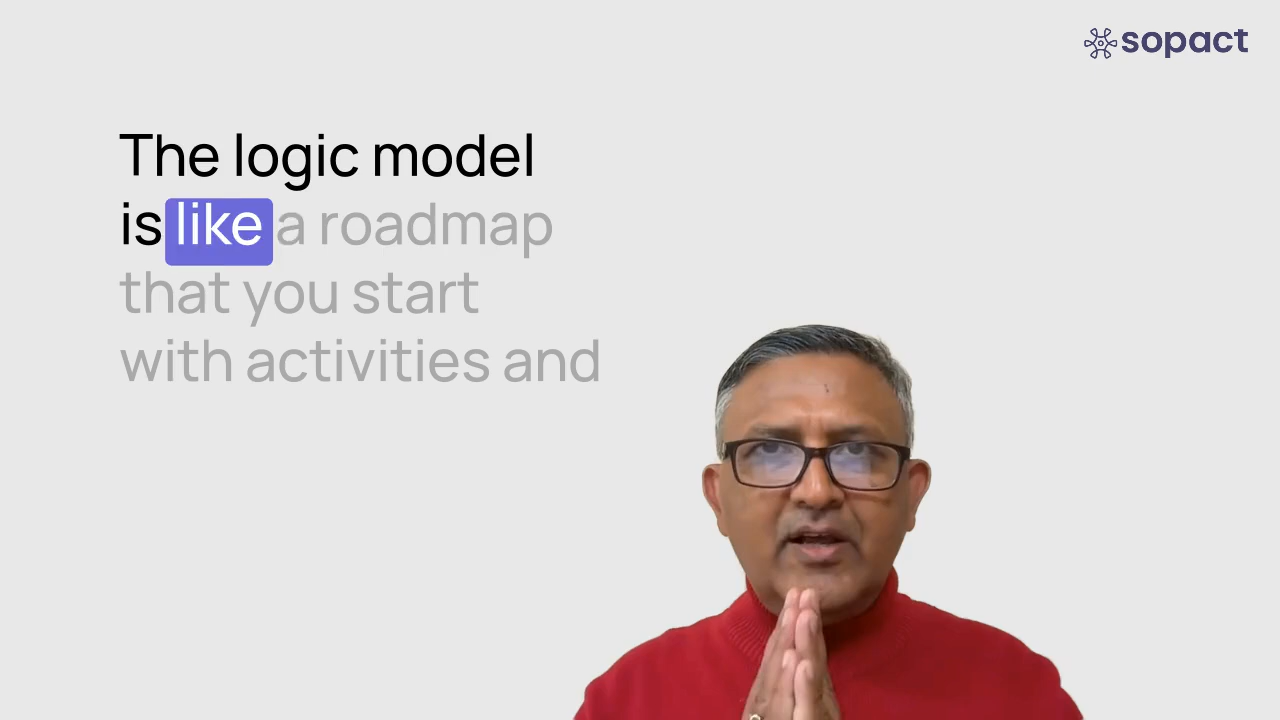 sopact
The logic model
is like a roadmap
that you start
with activities and